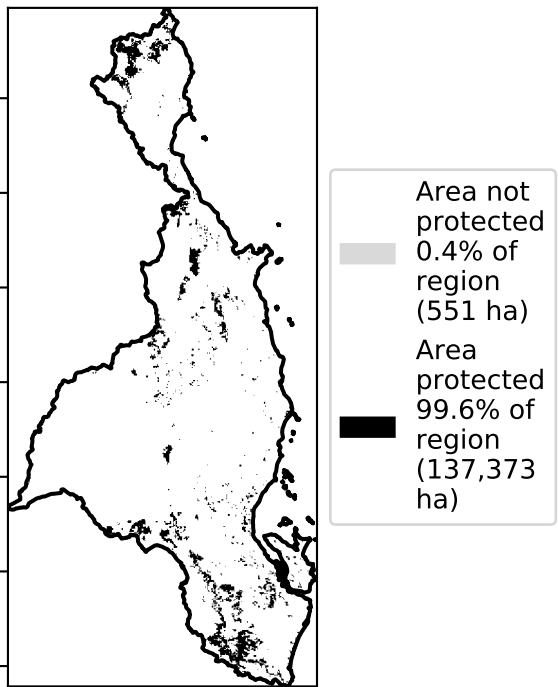 Area not
protected
0.4% of
region
(551 ha)
Area
protected
99.6% of
region
(137,373
ha)